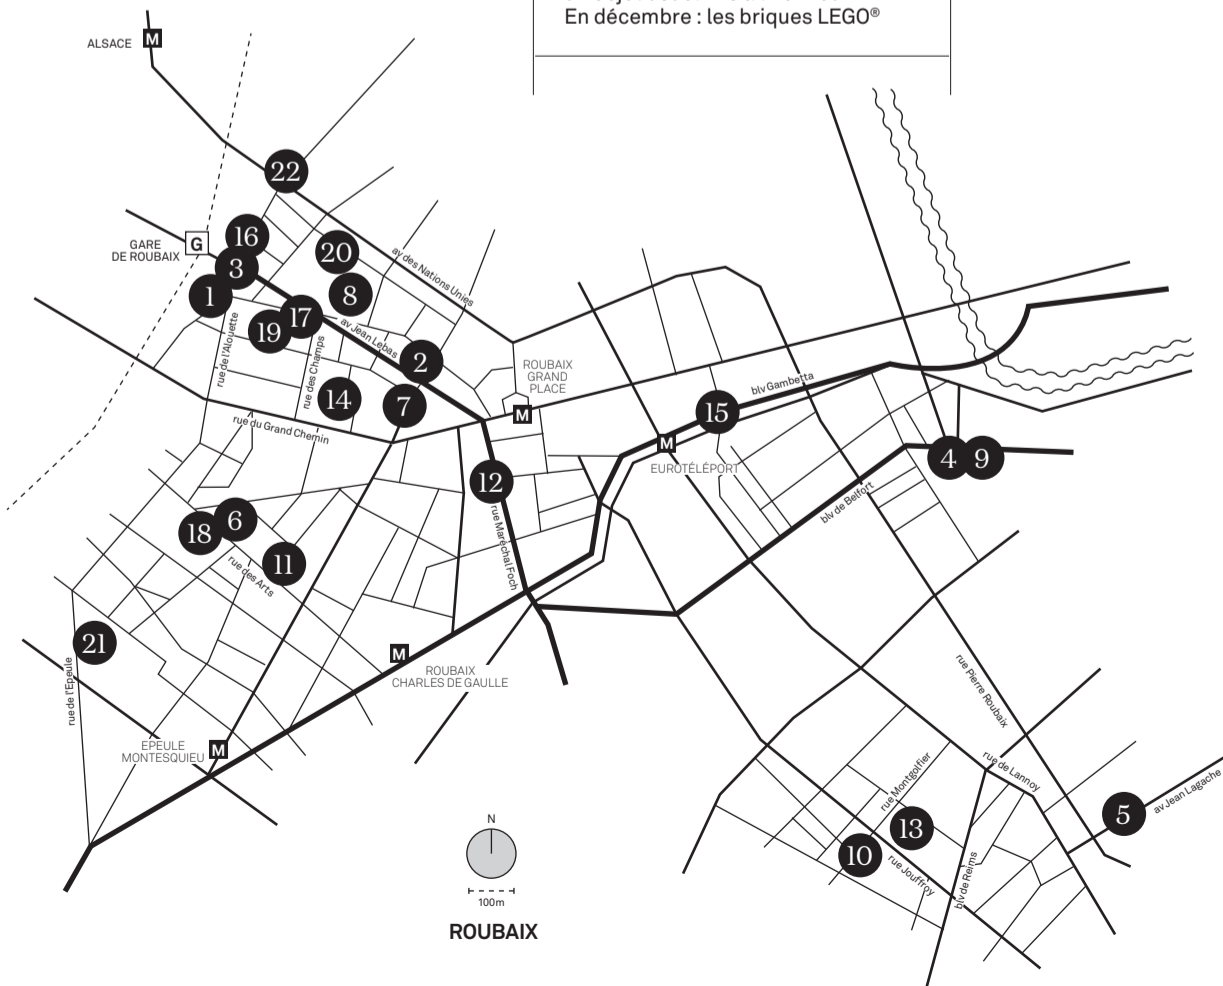 En décembre : les briques LEGO®
ALSACE
M
22
GARE
DE ROUBAIX
G
16
3
1
20
8
17
19
av des Nations Unies
av Jean Lebas
rue de l'Alouette
rue des Champs
2
14
7
rue du Grand Chemin
ROUBAIX
GRAND
PLACE
M
15
blv Gambetta
M
EUROTÉLÉPORT
4
9
blv de Belfort
12
rue Maréchal Foch
18
6
11
rue des Arts
21
rue de l'Epeule
M
ROUBAIX
CHARLES DE GAULLE
EPEULE
MONTESQUIEU
M
rue Pierre Roubaix
rue de Lannoy
rue Montgolfier
13
10
rue Jouffroy
blv de Reims
5
av Jean Lagache
N
100m
ROUBAIX